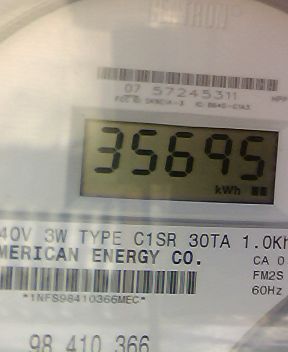 07 57245311
35695
kWh
40V 3W TYPE C1SR 30TA 1.0Kh
MERICAN ENERGY CO.
CA 0
FM2S
60Hz
*1NFS98410366MEC*
98 410 366